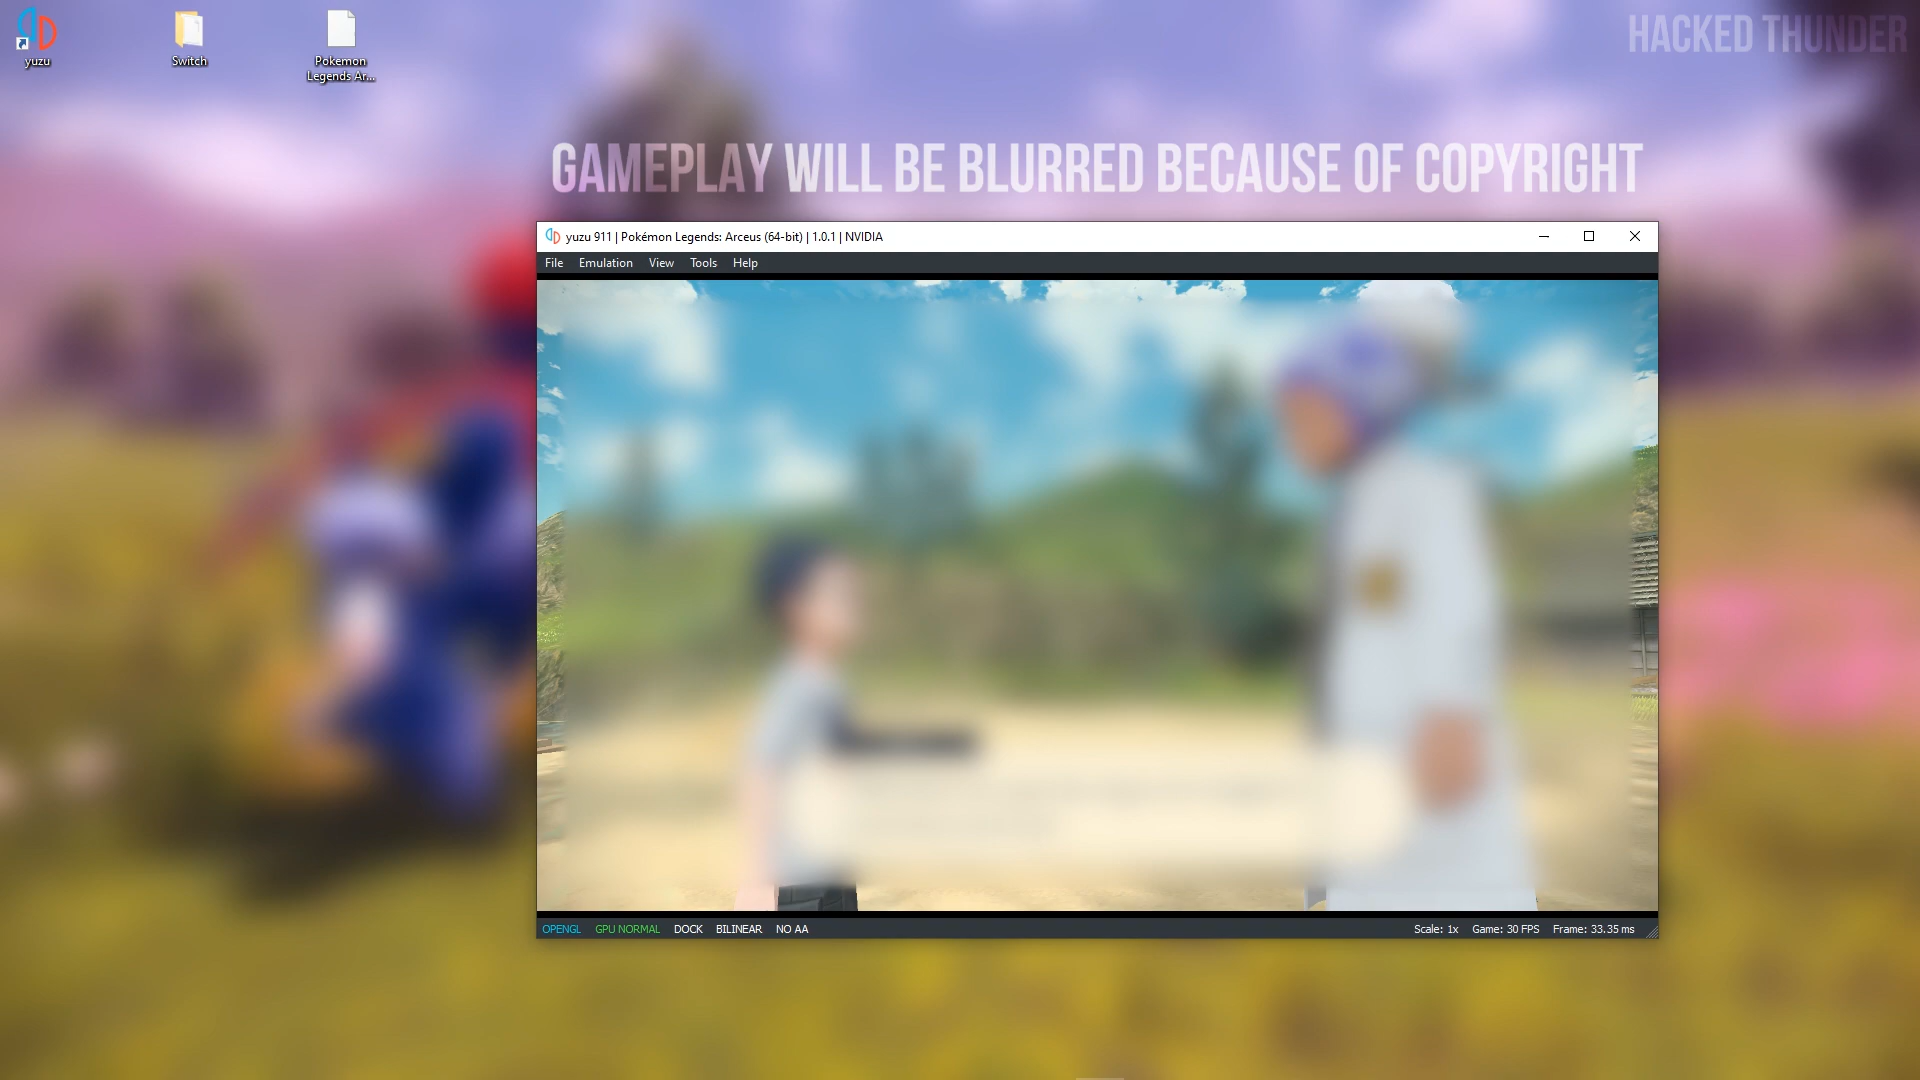 HACKED THUNDER
yuzu
Switch
Pokemon
Legends Ar...
GAMEPLAY WILL BE BLURRED BECAUSE OF COPYRIGHT
yuzu 911 | Pokémon Legends: Arceus (64-bit) | 1.0.1 | NVIDIA
File Emulation View Tools Help
OPENGL GPU NORMAL DOCK BILINEAR NO AA Scale: 1x Game: 30 FPS Frame: 33.35 ms